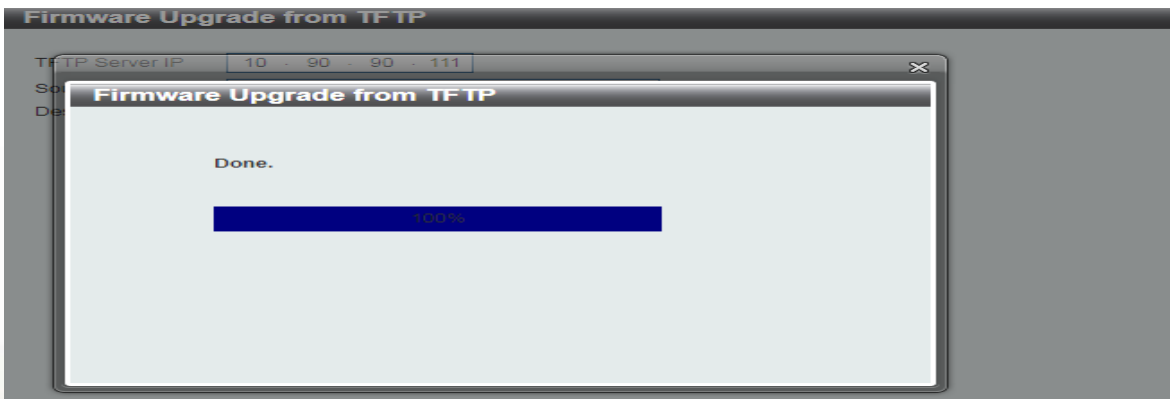 Firmware Upgrade from TFTP
TFTP Server IP 10 . 90 . 90 . 111
Firmware Upgrade from TFTP
Done.
100%